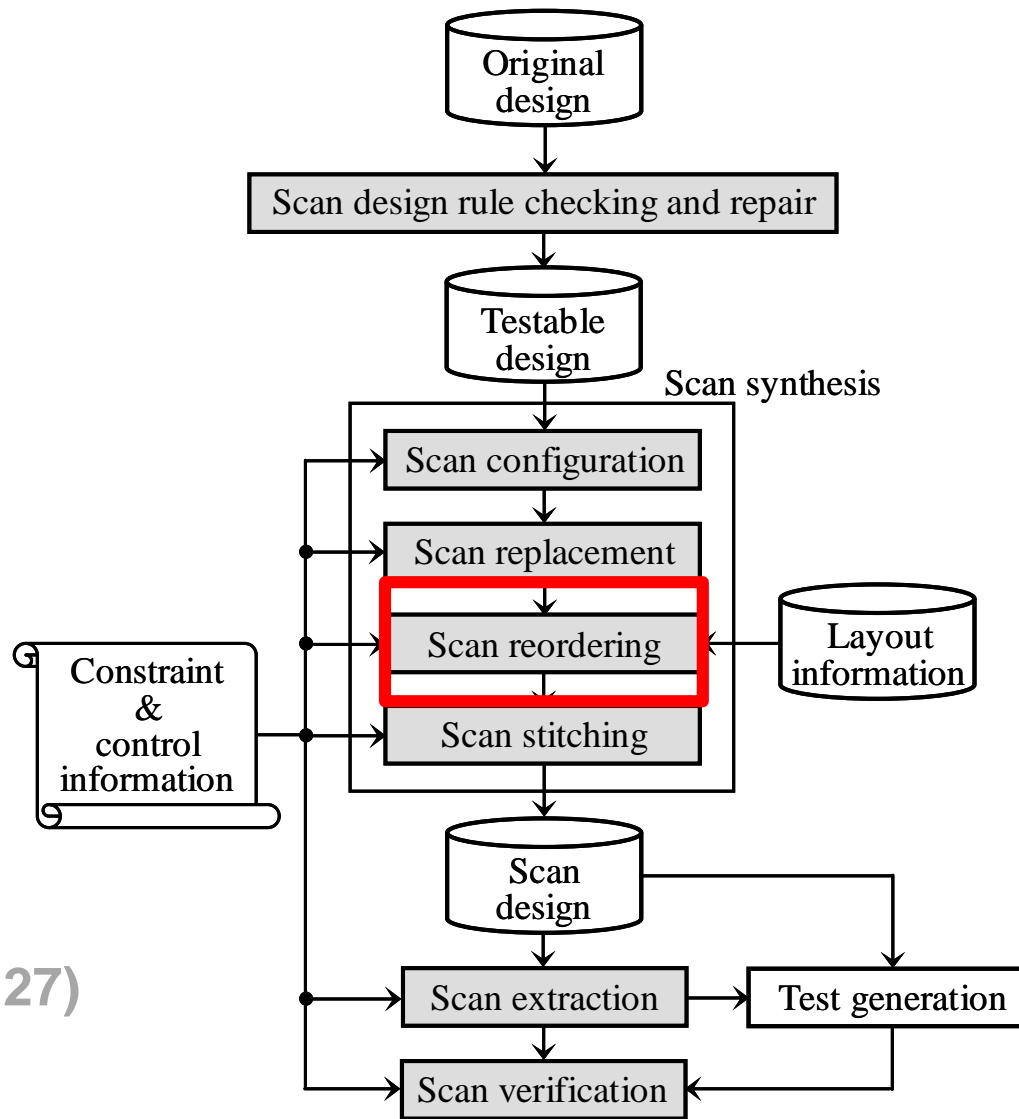 Original
design
Scan design rule checking and repair
Testable
design
Scan synthesis
Scan configuration
Scan replacement
Scan reordering
Layout
information
Constraint
&
control
information
Scan stitching
Scan
design
27)
Scan extraction
Test generation
Scan verification